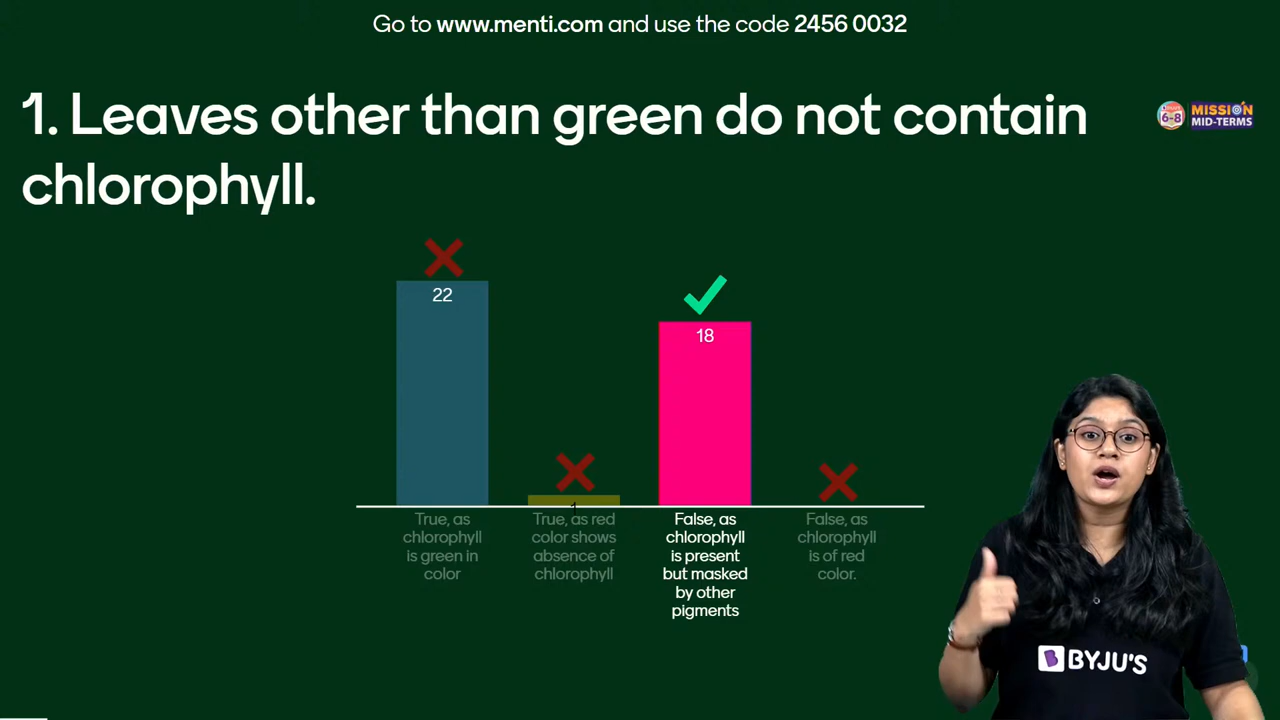 Go to www.menti.com and use the code 2456 0032
1. Leaves other than green do not contain
chlorophyll.
6-8
MISSION
MID-TERMS
22
1
18
True, as
chlorophyll
is green in
color
True, as red
color shows
absence of
chlorophyll
False, as
chlorophyll
is present
but masked
by other
pigments
False, as
chlorophyll
is of red
color.
B BYJU'S